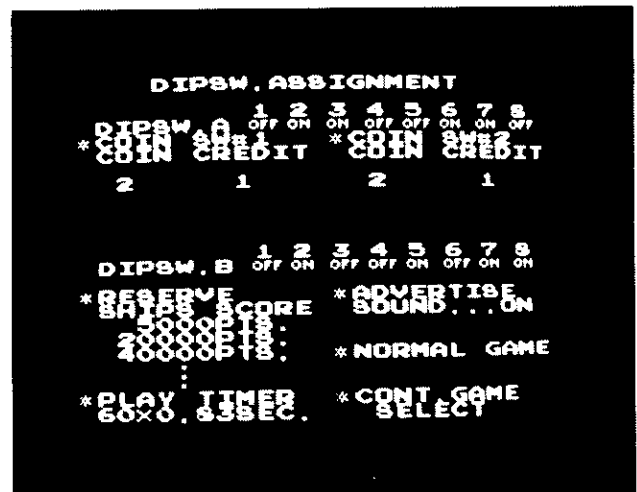 DIPSW.ASSIGNMENT
1 2 3 4 5 6 7 8
DIPSW.A OFF ON ON OFF OFF ON ON OFF
*COIN SW#1 *COIN SW#2
COIN CREDIT COIN CREDIT
2 1 2 1
1 2 3 4 5 6 7 8
DIPSW.B OFF ON OFF OFF ON OFF ON ON
*RESERVE *ADVERTISE
SHIPS SCORE SOUND...ON
5000PTS.
20000PTS.
40000PTS. *NORMAL GAME
:
*PLAY TIMER *CONT.GAME
60×0.83SEC. SELECT